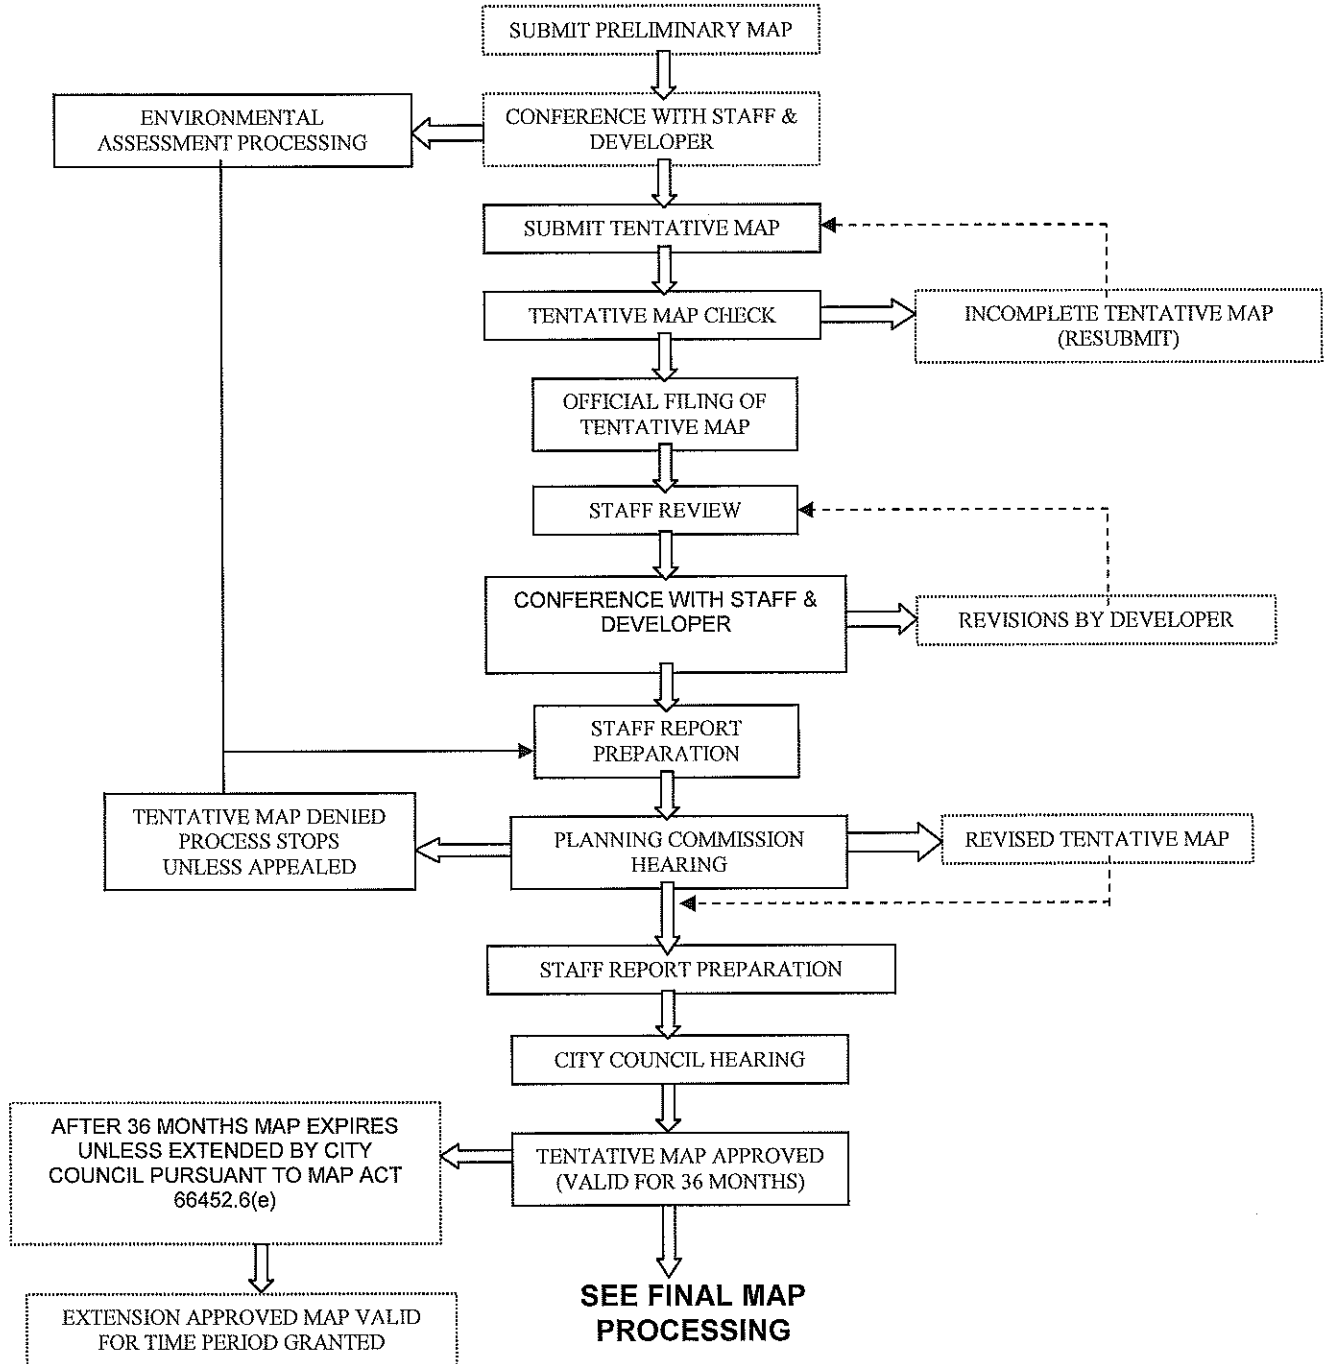 SUBMIT PRELIMINARY MAP
ENVIRONMENTAL
ASSESSMENT PROCESSING
CONFERENCE WITH STAFF &
DEVELOPER
SUBMIT TENTATIVE MAP
TENTATIVE MAP CHECK
INCOMPLETE TENTATIVE MAP
(RESUBMIT)
OFFICIAL FILING OF
TENTATIVE MAP
STAFF REVIEW
CONFERENCE WITH STAFF &
DEVELOPER
REVISIONS BY DEVELOPER
STAFF REPORT
PREPARATION
TENTATIVE MAP DENIED
PROCESS STOPS
UNLESS APPEALED
PLANNING COMMISSION
HEARING
REVISED TENTATIVE MAP
STAFF REPORT PREPARATION
CITY COUNCIL HEARING
AFTER 36 MONTHS MAP EXPIRES
UNLESS EXTENDED BY CITY
COUNCIL PURSUANT TO MAP ACT
66452.6(e)
TENTATIVE MAP APPROVED
(VALID FOR 36 MONTHS)
EXTENSION APPROVED MAP VALID
FOR TIME PERIOD GRANTED
SEE FINAL MAP
PROCESSING